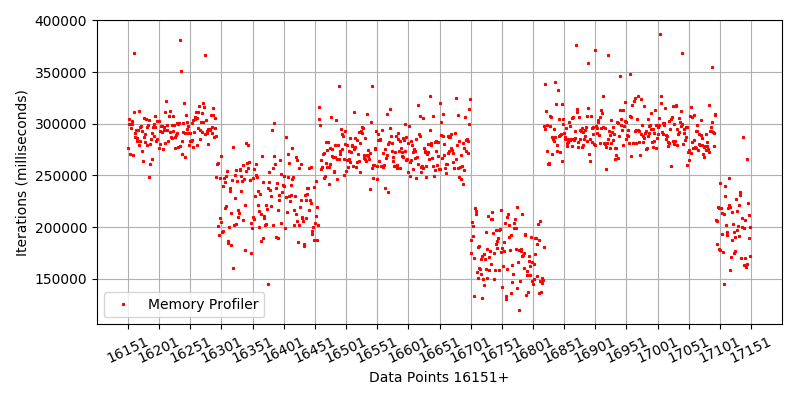 400000
350000
300000
250000
200000
150000
Iterations (milliseconds)
Memory Profiler
16151 16201 16251 16301 16351 16401 16451 16501 16551 16601 16651 16701 16751 16801 16851 16901 16951 17001 17051 17101 17151
Data Points 16151+